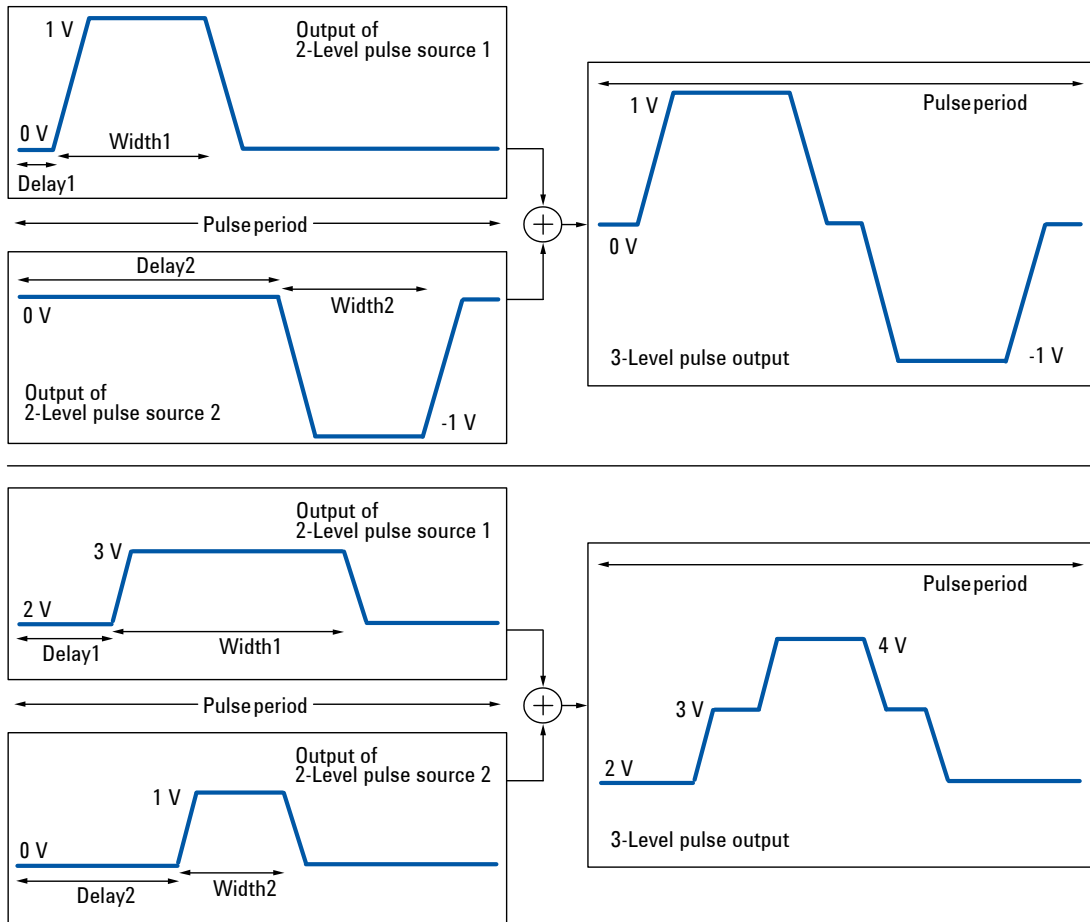 1 V
Output of
2-Level pulse source 1
0 V
Width1
Delay1
Pulse period
Delay2
0 V
Width2
Output of
2-Level pulse source 2
-1 V
Pulse period
1 V
0 V
3-Level pulse output
-1 V
Output of
2-Level pulse source 1
3 V
2 V
Delay1
Width1
Pulse period
Output of
2-Level pulse source 2
1 V
0 V
Delay2
Width2
Pulse period
4 V
3 V
2 V
3-Level pulse output